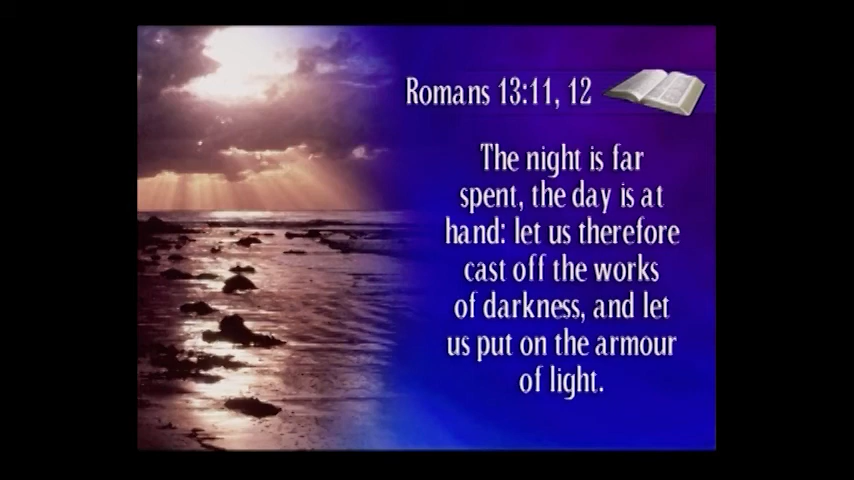 Romans 13:11, 12
The night is far
spent, the day is at
hand: let us therefore
cast off the works
of darkness, and let
us put on the armour
of light.